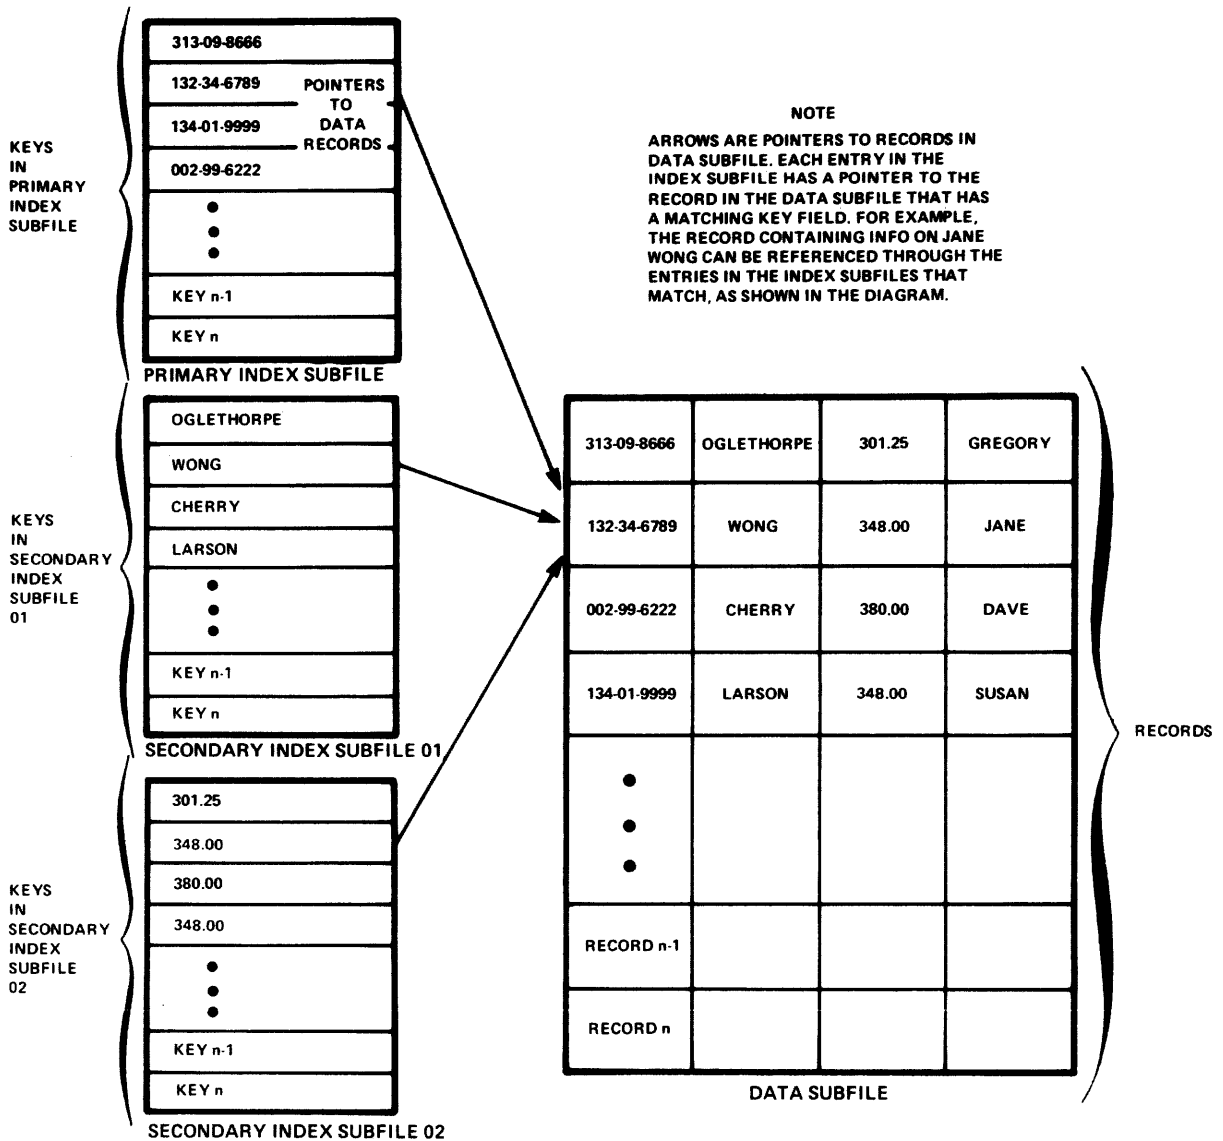 KEYS
IN
PRIMARY
INDEX
SUBFILE
313-09-8666
132-34-6789
134-01-9999
002-99-6222
POINTERS
TO
DATA
RECORDS
KEY n-1
KEY n
PRIMARY INDEX SUBFILE
NOTE
ARROWS ARE POINTERS TO RECORDS IN
DATA SUBFILE. EACH ENTRY IN THE
INDEX SUBFILE HAS A POINTER TO THE
RECORD IN THE DATA SUBFILE THAT HAS
A MATCHING KEY FIELD. FOR EXAMPLE,
THE RECORD CONTAINING INFO ON JANE
WONG CAN BE REFERENCED THROUGH THE
ENTRIES IN THE INDEX SUBFILES THAT
MATCH, AS SHOWN IN THE DIAGRAM.
KEYS
IN
SECONDARY
INDEX
SUBFILE
01
OGLETHORPE
WONG
CHERRY
LARSON
KEY n-1
KEY n
SECONDARY INDEX SUBFILE 01
KEYS
IN
SECONDARY
INDEX
SUBFILE
02
301.25
348.00
380.00
348.00
KEY n-1
KEY n
SECONDARY INDEX SUBFILE 02
313-09-8666 OGLETHORPE 301.25 GREGORY
132-34-6789 WONG 348.00 JANE
002-99-6222 CHERRY 380.00 DAVE
134-01-9999 LARSON 348.00 SUSAN
RECORD n-1
RECORD n
DATA SUBFILE
RECORDS